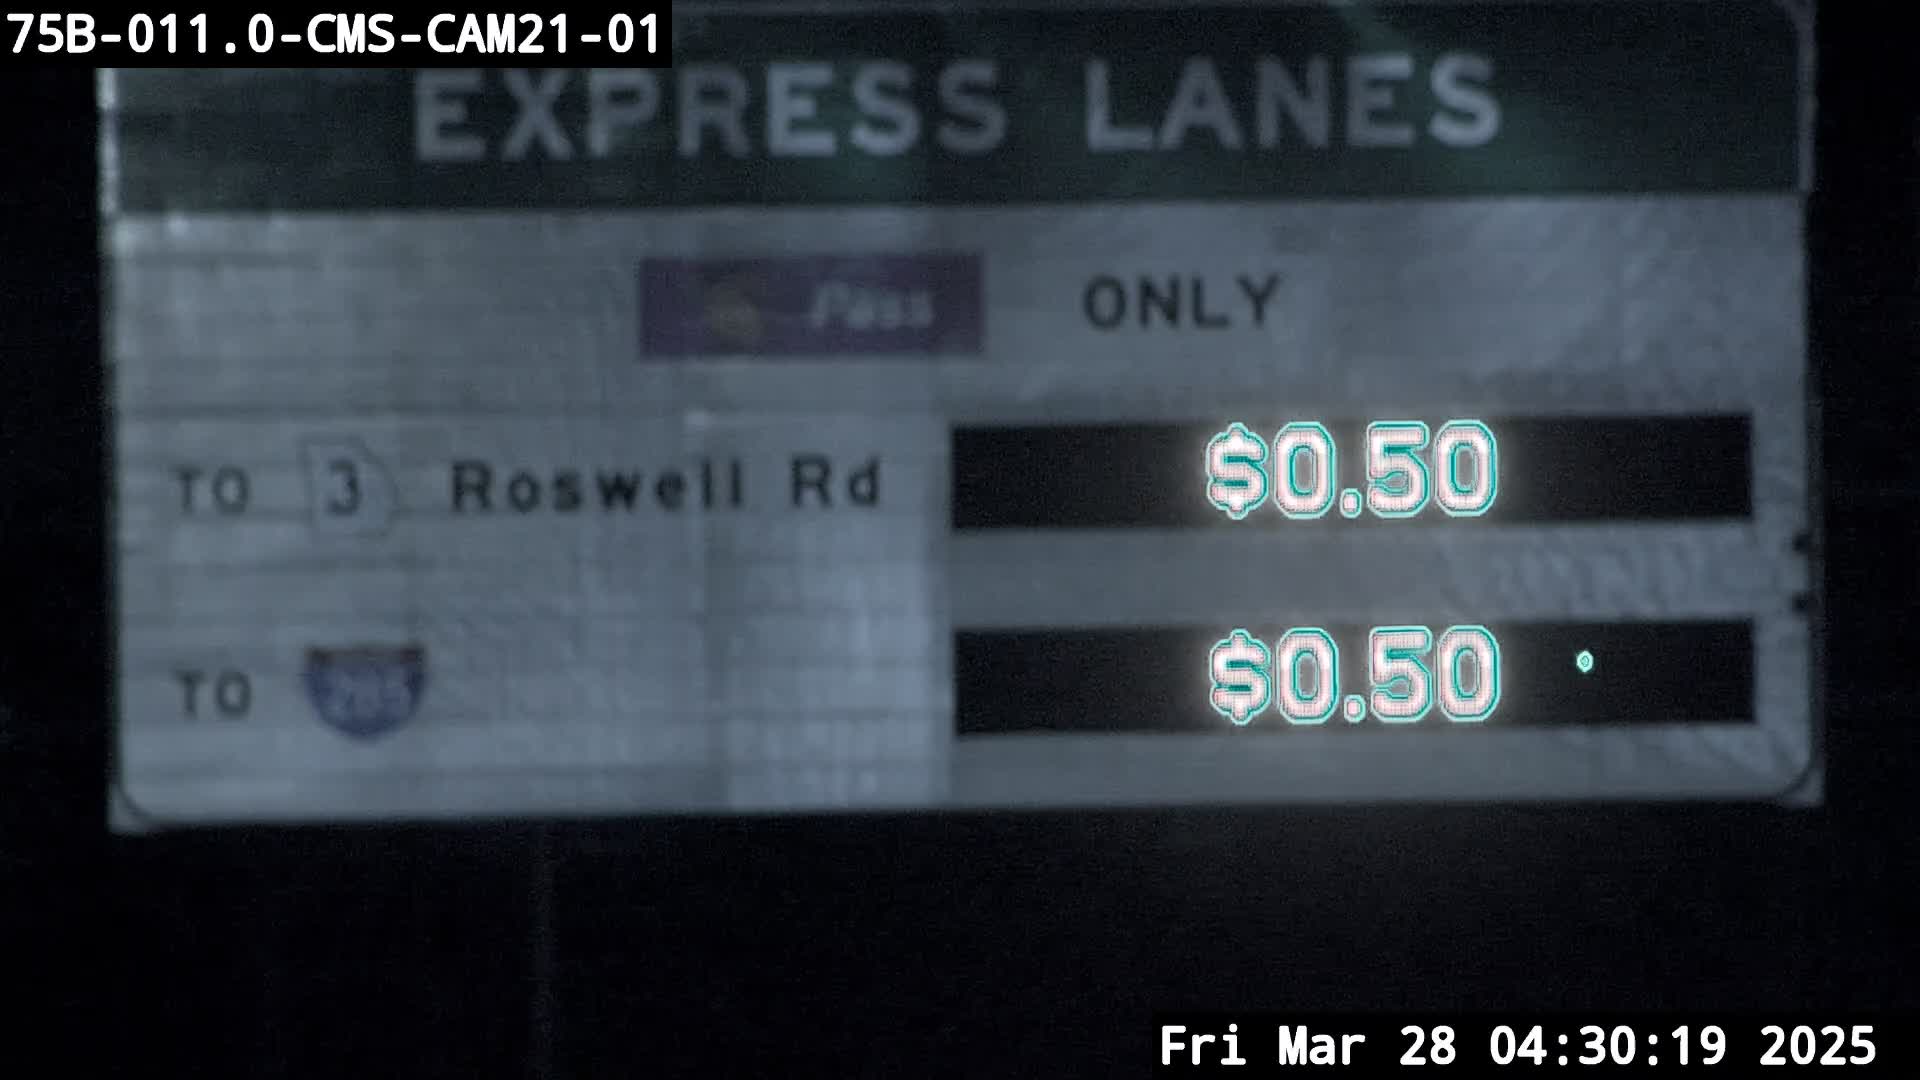 75B-011.0-CMS-CAM21-01
EXPRESS LANES
Pass ONLY
TO 3 Roswell Rd $0.50
TO 285 $0.50
Fri Mar 28 04:30:19 2025